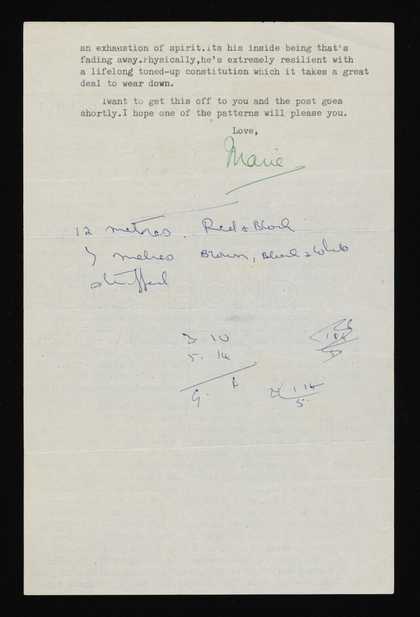 an exhaustion of spirit.its his inside being that's
fading away.Physically,he's extremely resilient with
a lifelong toned-up constitution which it takes a great
deal to wear down.
Iwant to get this off to you and the post goes
shortly.I hope one of the patterns will please you.
Love,
Marie
12 metres. Red & Black
metres Brown, Black & White
5. 14
5.